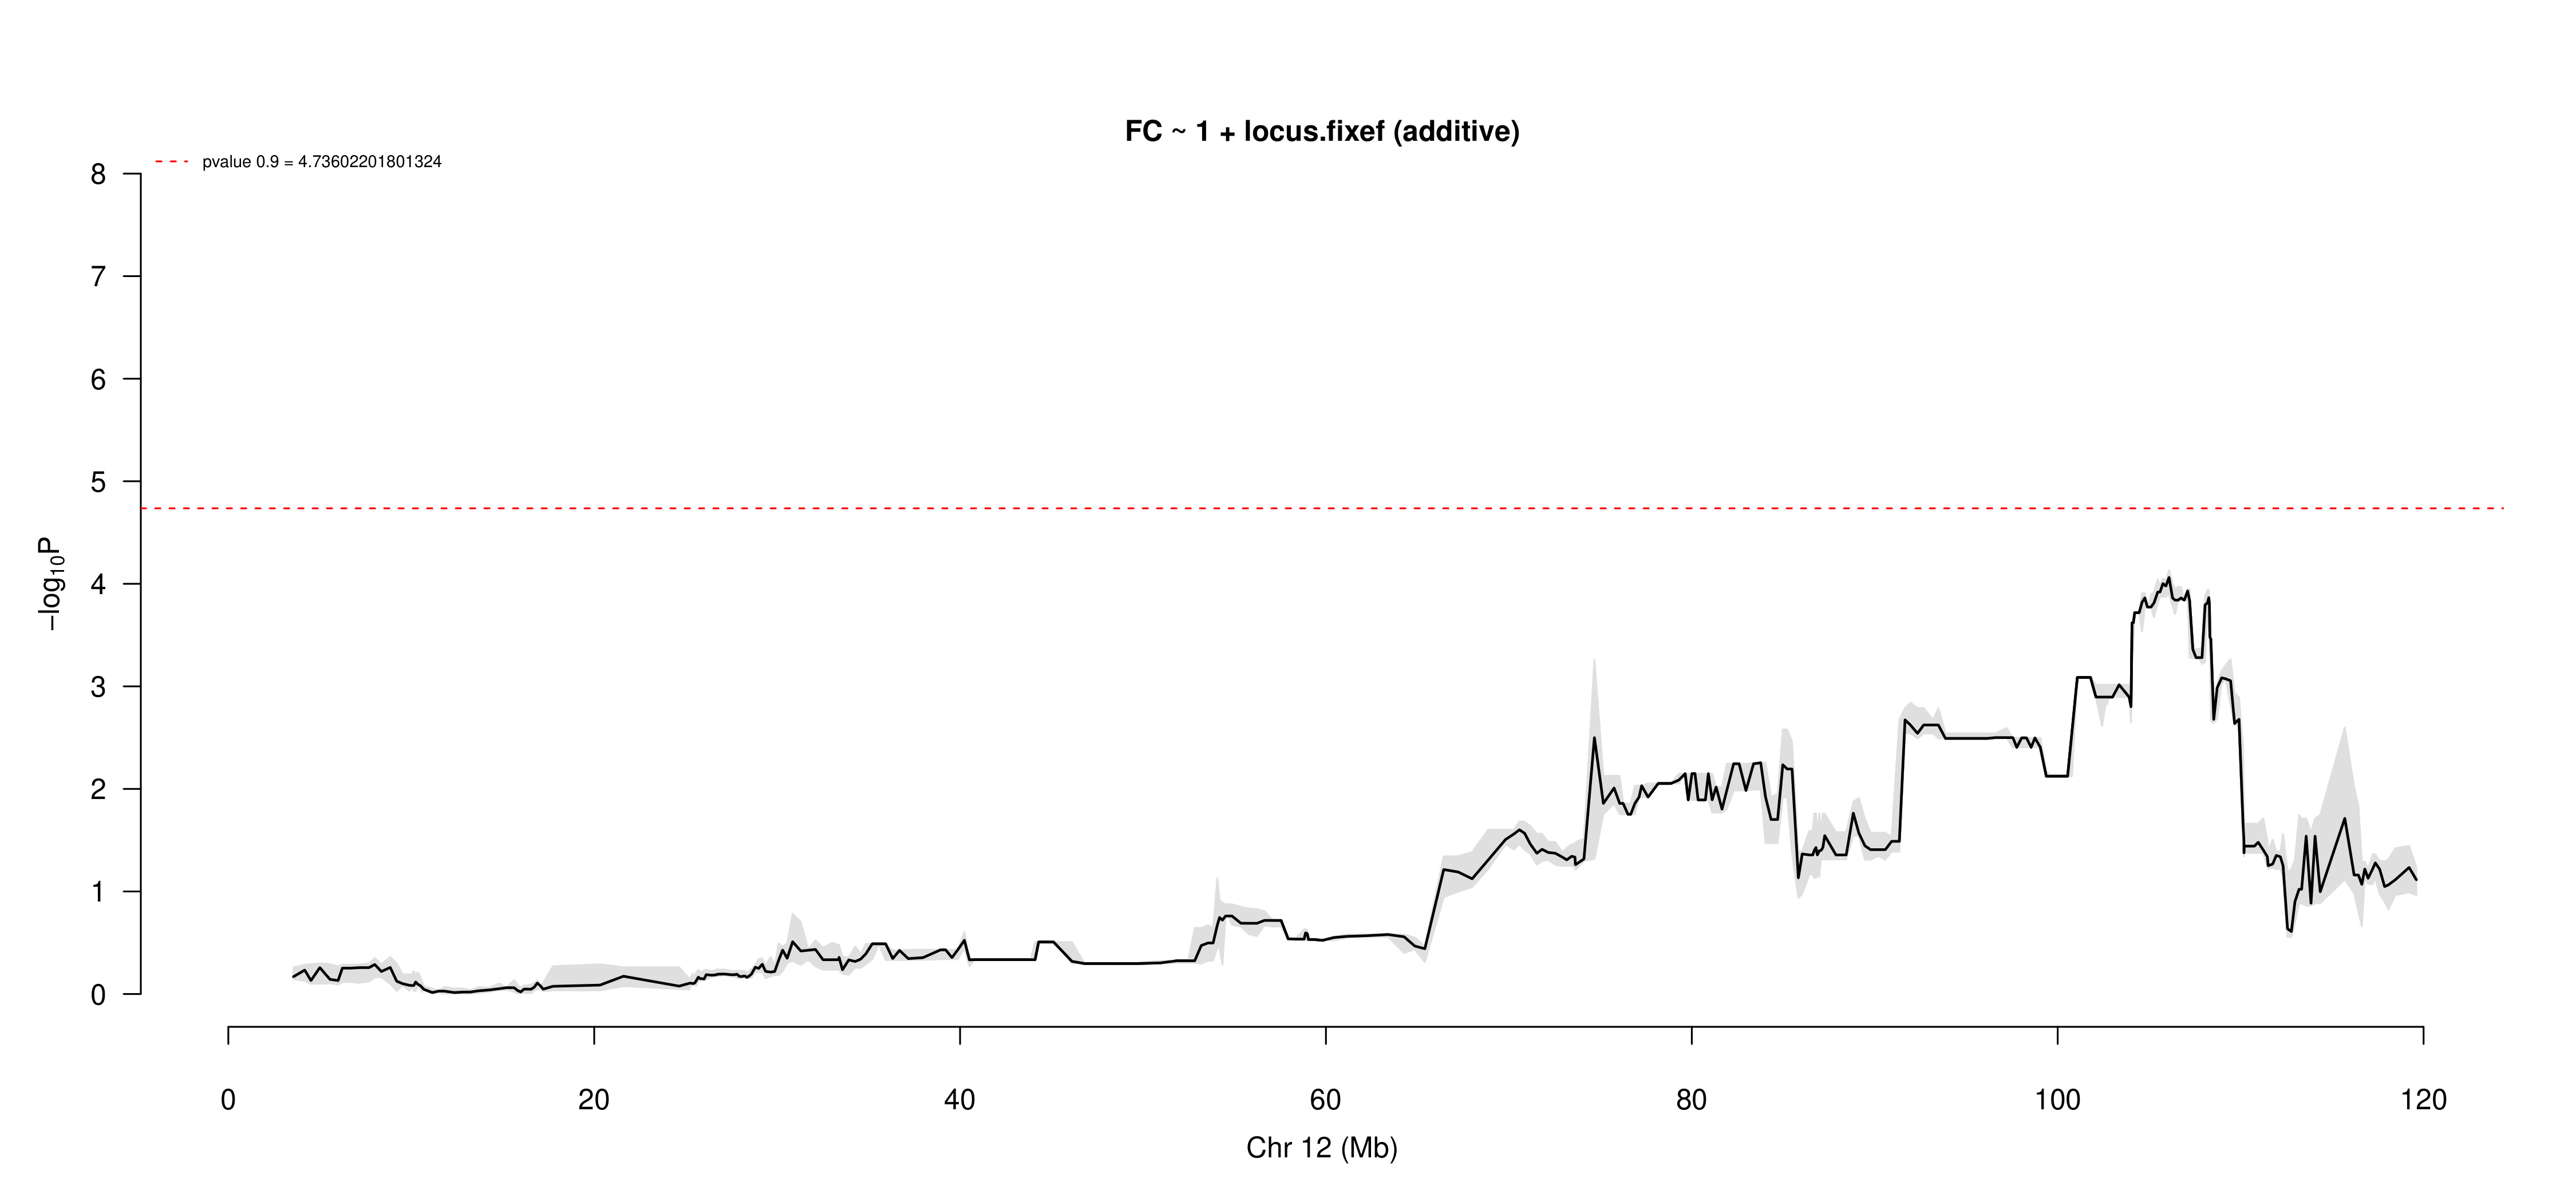 FC ~ 1 + locus.fixef (additive)
pvalue 0.9 = 4.73602201801324
8
7
6
5
4
3
2
1
0
−log10P
0 20 40 60 80 100 120
Chr 12 (Mb)